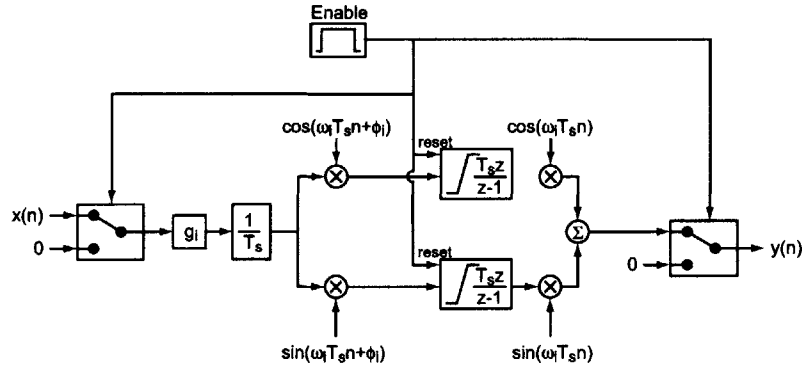 Enable
cos(ωiTsn+ϕi)
cos(ωiTsn)
reset
Tsz
z-1
x(n)
0
gi
1
Ts
Σ
y(n)
0
reset
Tsz
z-1
sin(ωiTsn+ϕi)
sin(ωiTsn)